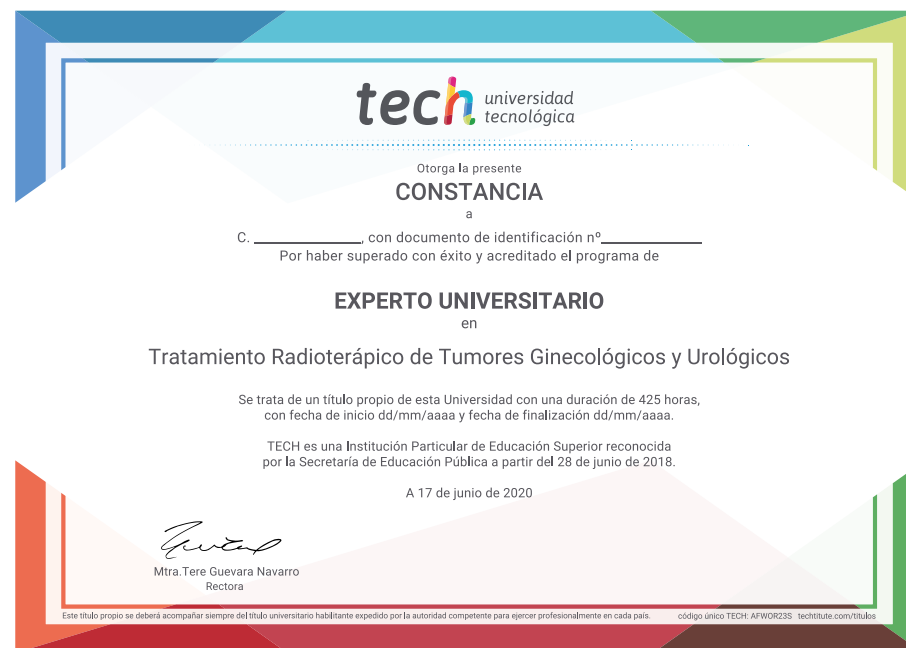 tech universidad
tecnológica
Otorga la presente
CONSTANCIA
a
C. ______________, con documento de identificación nº______________
Por haber superado con éxito y acreditado el programa de
EXPERTO UNIVERSITARIO
en
Tratamiento Radioterápico de Tumores Ginecológicos y Urológicos
Se trata de un título propio de esta Universidad con una duración de 425 horas,
con fecha de inicio dd/mm/aaaa y fecha de finalización dd/mm/aaaa.
TECH es una Institución Particular de Educación Superior reconocida
por la Secretaría de Educación Pública a partir del 28 de junio de 2018.
A 17 de junio de 2020
Mtra.Tere Guevara Navarro
Rectora
Este título propio se deberá acompañar siempre del título universitario habilitante expedido por la autoridad competente para ejercer profesionalmente en cada país. código único TECH: AFWOR23S techtitute.com/titulos